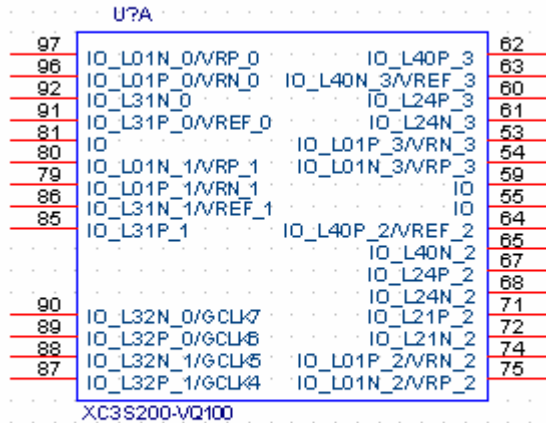 U?A
97 IO_L01N_0/VRP_0 IO_L40P_3 62
96 IO_L01P_0/VRN_0 IO_L40N_3/VREF_3 63
92 IO_L31N_0 IO_L24P_3 60
91 IO_L31P_0/VREF_0 IO_L24N_3 61
81 IO IO_L01P_3/VRN_3 53
80 IO_L01N_1/VRP_1 IO_L01N_3/VRP_3 54
79 IO_L01P_1/VRN_1 IO 59
86 IO_L31N_1/VREF_1 IO 55
85 IO_L31P_1 IO_L40P_2/VREF_2 64
IO_L40N_2 65
IO_L24P_2 67
IO_L24N_2 68
90 IO_L32N_0/GCLK7 IO_L21P_2 71
89 IO_L32P_0/GCLK6 IO_L21N_2 72
88 IO_L32N_1/GCLK5 IO_L01P_2/VRN_2 74
87 IO_L32P_1/GCLK4 IO_L01N_2/VRP_2 75
XC3S200-VQ100